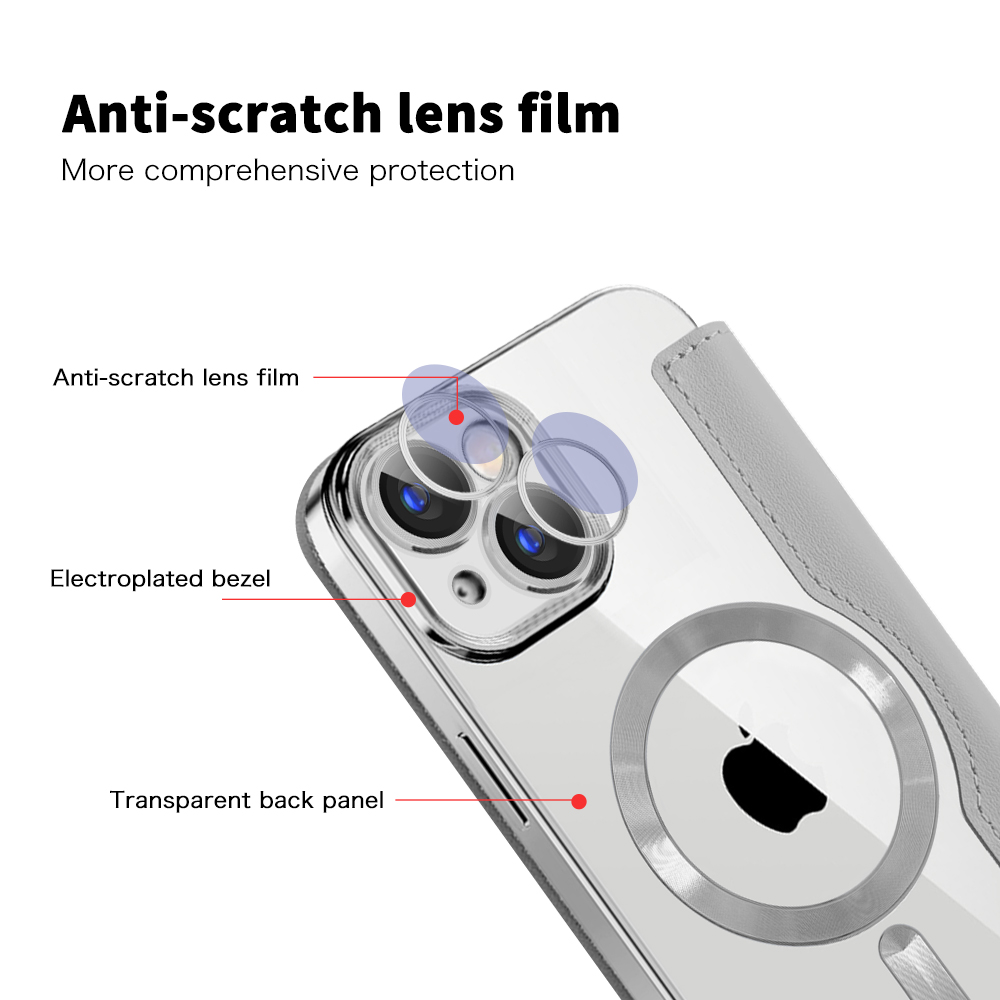 Anti-scratch lens film
More comprehensive protection
Anti-scratch lens film
Electroplated bezel
Transparent back panel